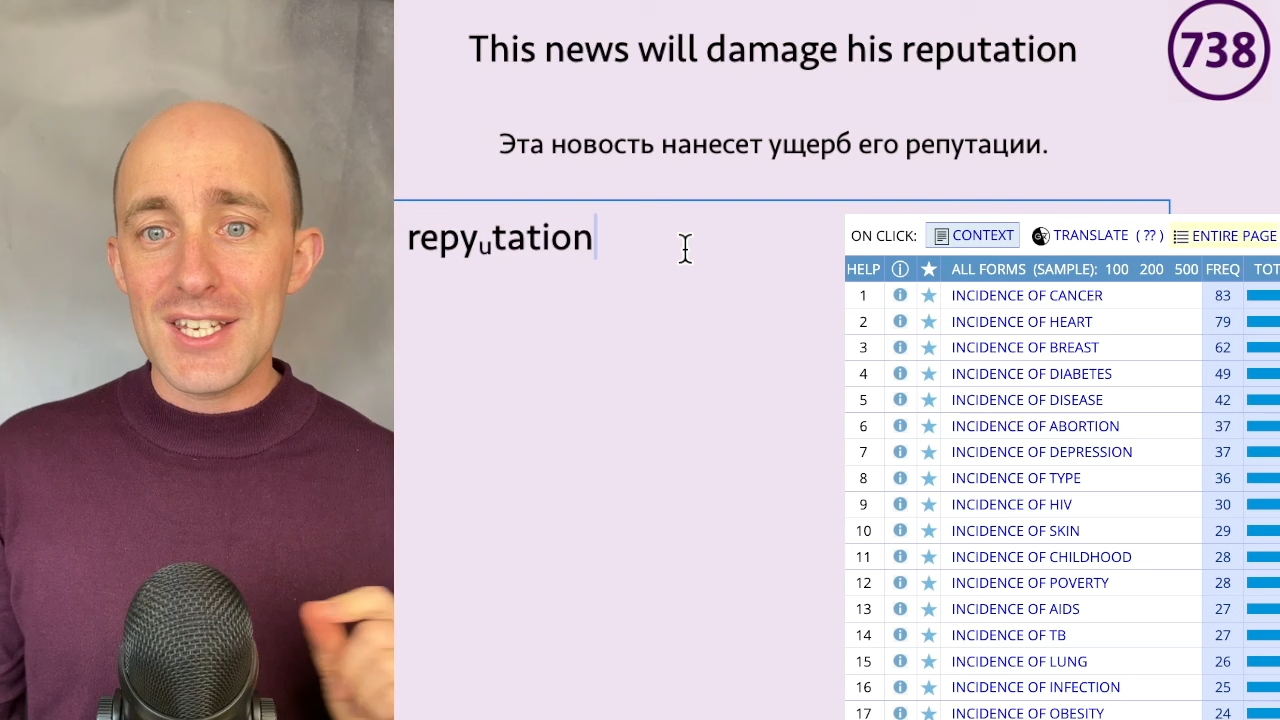 This news will damage his reputation
738
Эта новость нанесет ущерб его репутации.
repyutation
ON CLICK: CONTEXT TRANSLATE ( ?? ) ENTIRE PAGE
HELP ALL FORMS (SAMPLE): 100 200 500 FREQ TOT
1 INCIDENCE OF CANCER 83
2 INCIDENCE OF HEART 79
3 INCIDENCE OF BREAST 62
4 INCIDENCE OF DIABETES 49
5 INCIDENCE OF DISEASE 42
6 INCIDENCE OF ABORTION 37
7 INCIDENCE OF DEPRESSION 37
8 INCIDENCE OF TYPE 36
9 INCIDENCE OF HIV 30
10 INCIDENCE OF SKIN 29
11 INCIDENCE OF CHILDHOOD 28
12 INCIDENCE OF POVERTY 28
13 INCIDENCE OF AIDS 27
14 INCIDENCE OF TB 27
15 INCIDENCE OF LUNG 26
16 INCIDENCE OF INFECTION 25
17 INCIDENCE OF OBESITY 24